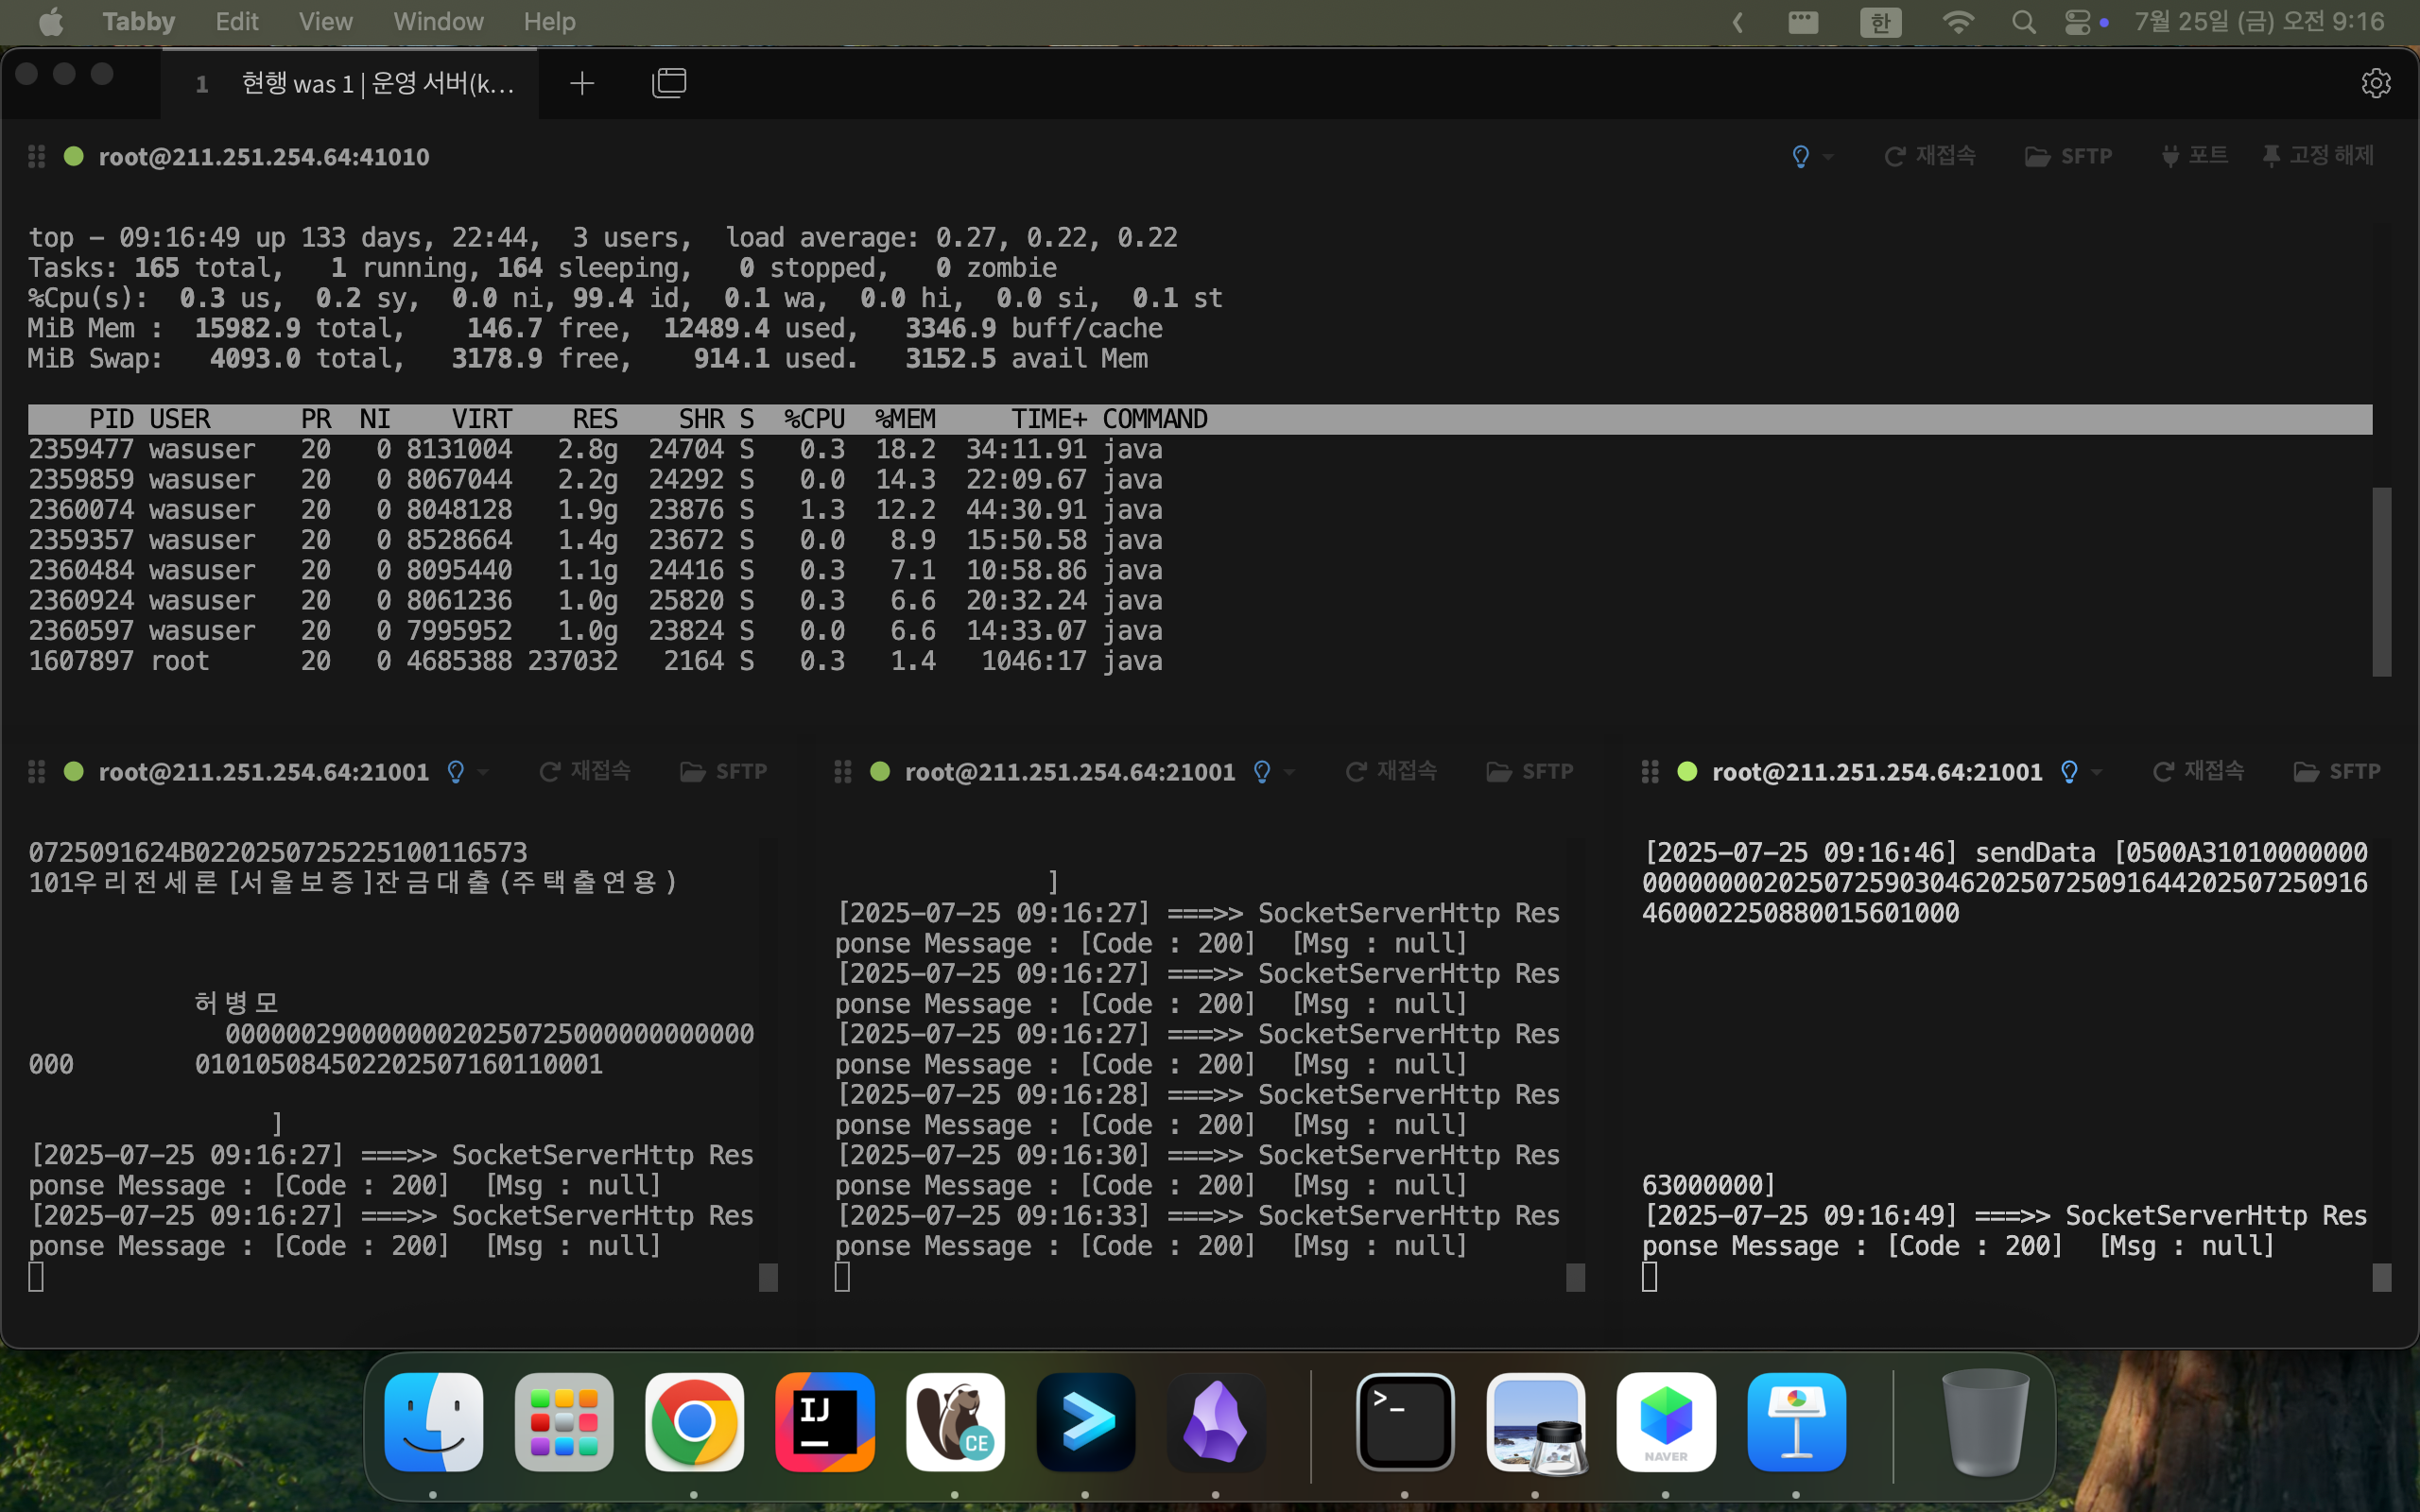 Tabby Edit View Window Help 한 7월 25일 (금) 오전 9:16
1 현행 was 1 | 운영 서버(k...
root@211.251.254.64:41010 재접속 SFTP 포트 고정 해제
top - 09:16:49 up 133 days, 22:44, 3 users, load average: 0.27, 0.22, 0.22
Tasks: 165 total, 1 running, 164 sleeping, 0 stopped, 0 zombie
%Cpu(s): 0.3 us, 0.2 sy, 0.0 ni, 99.4 id, 0.1 wa, 0.0 hi, 0.0 si, 0.1 st
MiB Mem : 15982.9 total, 146.7 free, 12489.4 used, 3346.9 buff/cache
MiB Swap: 4093.0 total, 3178.9 free, 914.1 used. 3152.5 avail Mem
PID USER PR NI VIRT RES SHR S %CPU %MEM TIME+ COMMAND
2359477 wasuser 20 0 8131004 2.8g 24704 S 0.3 18.2 34:11.91 java
2359859 wasuser 20 0 8067044 2.2g 24292 S 0.0 14.3 22:09.67 java
2360074 wasuser 20 0 8048128 1.9g 23876 S 1.3 12.2 44:30.91 java
2359357 wasuser 20 0 8528664 1.4g 23672 S 0.0 8.9 15:50.58 java
2360484 wasuser 20 0 8095440 1.1g 24416 S 0.3 7.1 10:58.86 java
2360924 wasuser 20 0 8061236 1.0g 25820 S 0.3 6.6 20:32.24 java
2360597 wasuser 20 0 7995952 1.0g 23824 S 0.0 6.6 14:33.07 java
1607897 root 20 0 4685388 237032 2164 S 0.3 1.4 1046:17 java
root@211.251.254.64:21001 재접속 SFTP
0725091624B0220250725225100116573
101우리전세론[서울보증]잔금대출(주택출연용)
허병모
00000029000000020250725000000000000
000 010105084502202507160110001
]
[2025-07-25 09:16:27] ===>> SocketServerHttp Res
ponse Message : [Code : 200] [Msg : null]
[2025-07-25 09:16:27] ===>> SocketServerHttp Res
ponse Message : [Code : 200] [Msg : null]
root@211.251.254.64:21001 재접속 SFTP
]
[2025-07-25 09:16:27] ===>> SocketServerHttp Res
ponse Message : [Code : 200] [Msg : null]
[2025-07-25 09:16:27] ===>> SocketServerHttp Res
ponse Message : [Code : 200] [Msg : null]
[2025-07-25 09:16:27] ===>> SocketServerHttp Res
ponse Message : [Code : 200] [Msg : null]
[2025-07-25 09:16:28] ===>> SocketServerHttp Res
ponse Message : [Code : 200] [Msg : null]
[2025-07-25 09:16:30] ===>> SocketServerHttp Res
ponse Message : [Code : 200] [Msg : null]
[2025-07-25 09:16:33] ===>> SocketServerHttp Res
ponse Message : [Code : 200] [Msg : null]
root@211.251.254.64:21001 재접속 SFTP
[2025-07-25 09:16:46] sendData [0500A31010000000
000000002025072590304620250725091644202507250916
460002250880015601000
63000000]
[2025-07-25 09:16:49] ===>> SocketServerHttp Res
ponse Message : [Code : 200] [Msg : null]
IJ
CE
>_
NAVER